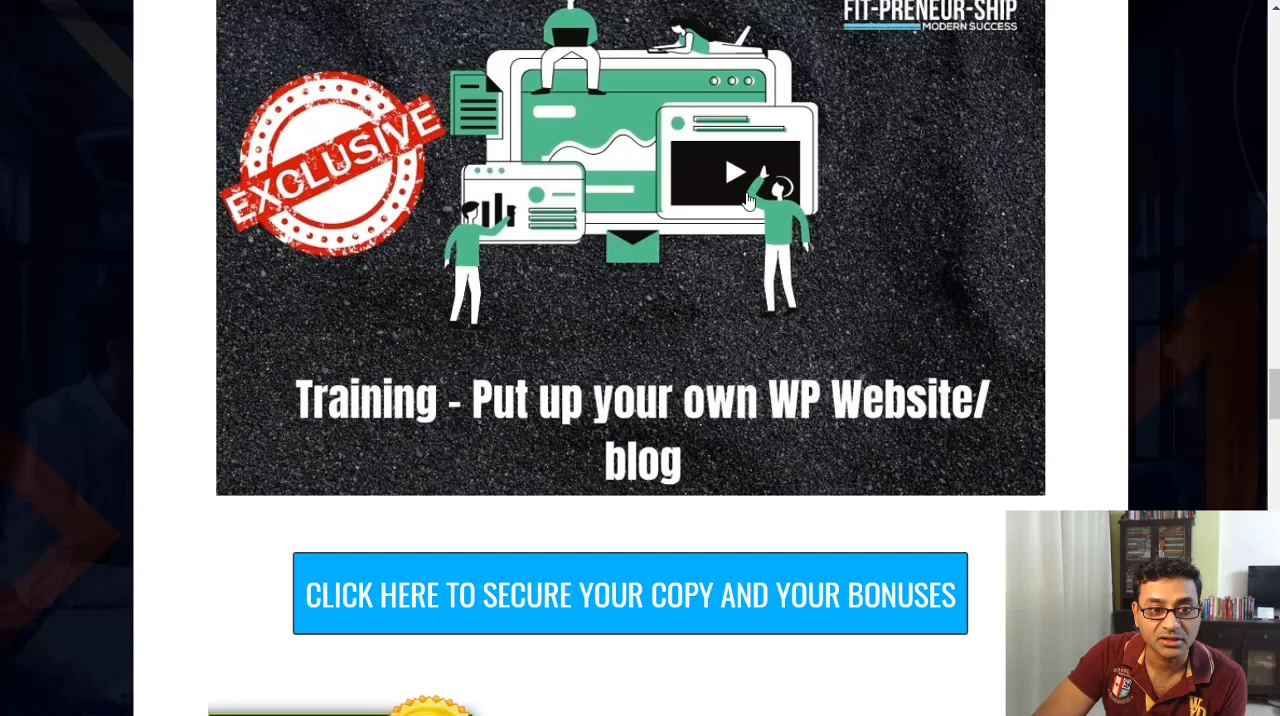 FIT-PRENEUR-SHIP
MODERN SUCCESS
EXCLUSIVE
Training - Put up your own WP Website/
blog
CLICK HERE TO SECURE YOUR COPY AND YOUR BONUSES